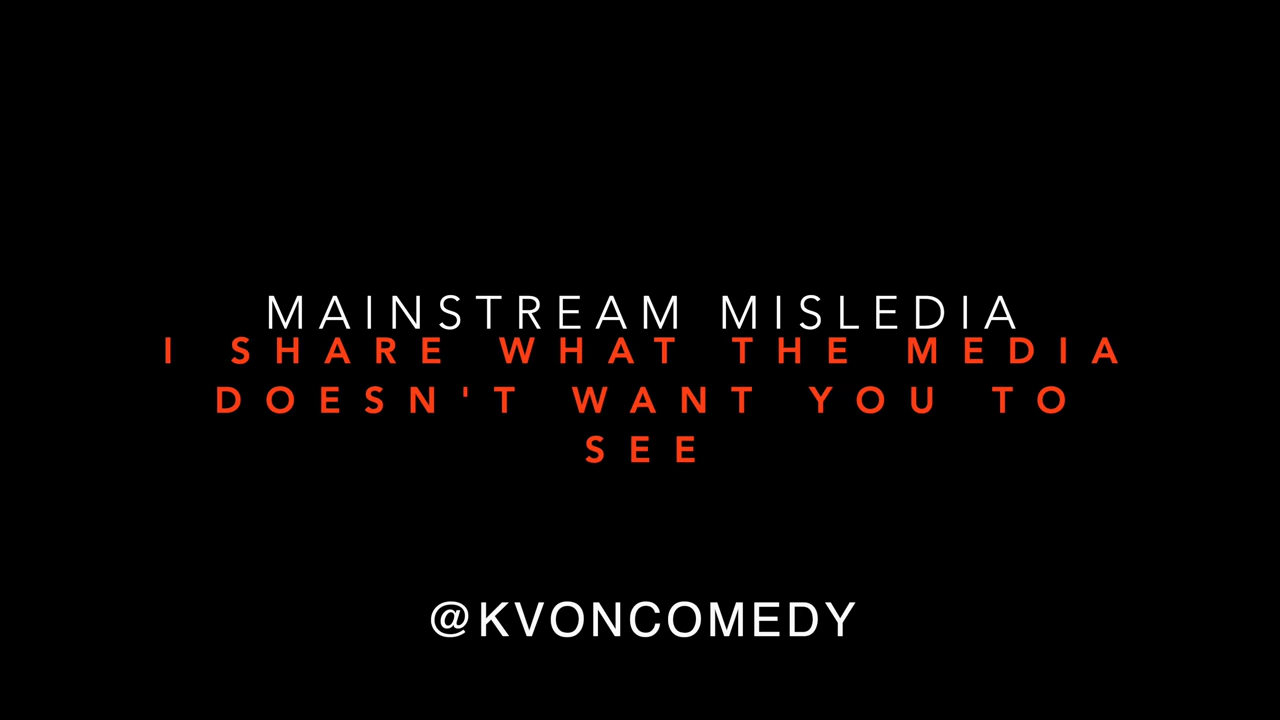 MAINSTREAM MISLEDIA
I SHARE WHAT THE MEDIA
DOESN'T WANT YOU TO
SEE
@KVONCOMEDY